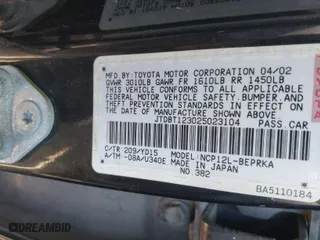 MFD. BY: TOYOTA MOTOR CORPORATION 04/02
GVWR 3010LB GAWR FR 1610LB RR 1450LB
THIS VEHICLE CONFORMS TO ALL APPLICABLE
FEDERAL MOTOR VEHICLE SAFETY, BUMPER, AND
THEFT PREVENTION STANDARDS IN EFFECT ON
THE DATE OF MANUFACTURE SHOWN ABOVE.
JTDBT123025023104 PASS. CAR
C/TR: 209/YD15 MODEL: NCP12L-BEPRKA
A/TM -08A/U340E MADE IN JAPAN
NO. 382
BA5110184